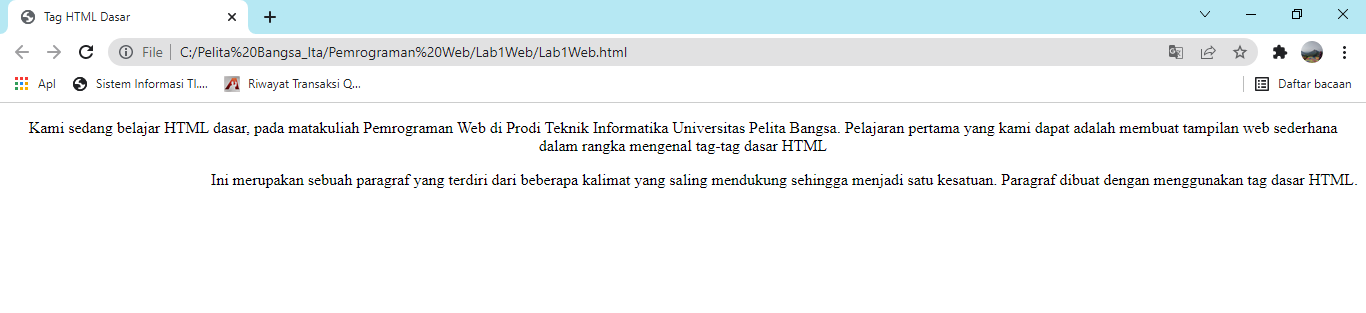 Tag HTML Dasar
File | C:/Pelita%20Bangsa_Ita/Pemrograman%20Web/Lab1Web/Lab1Web.html
Apl Sistem Informasi TI.... Riwayat Transaksi Q... Daftar bacaan
Kami sedang belajar HTML dasar, pada matakuliah Pemrograman Web di Prodi Teknik Informatika Universitas Pelita Bangsa. Pelajaran pertama yang kami dapat adalah membuat tampilan web sederhana
dalam rangka mengenal tag-tag dasar HTML
Ini merupakan sebuah paragraf yang terdiri dari beberapa kalimat yang saling mendukung sehingga menjadi satu kesatuan. Paragraf dibuat dengan menggunakan tag dasar HTML.